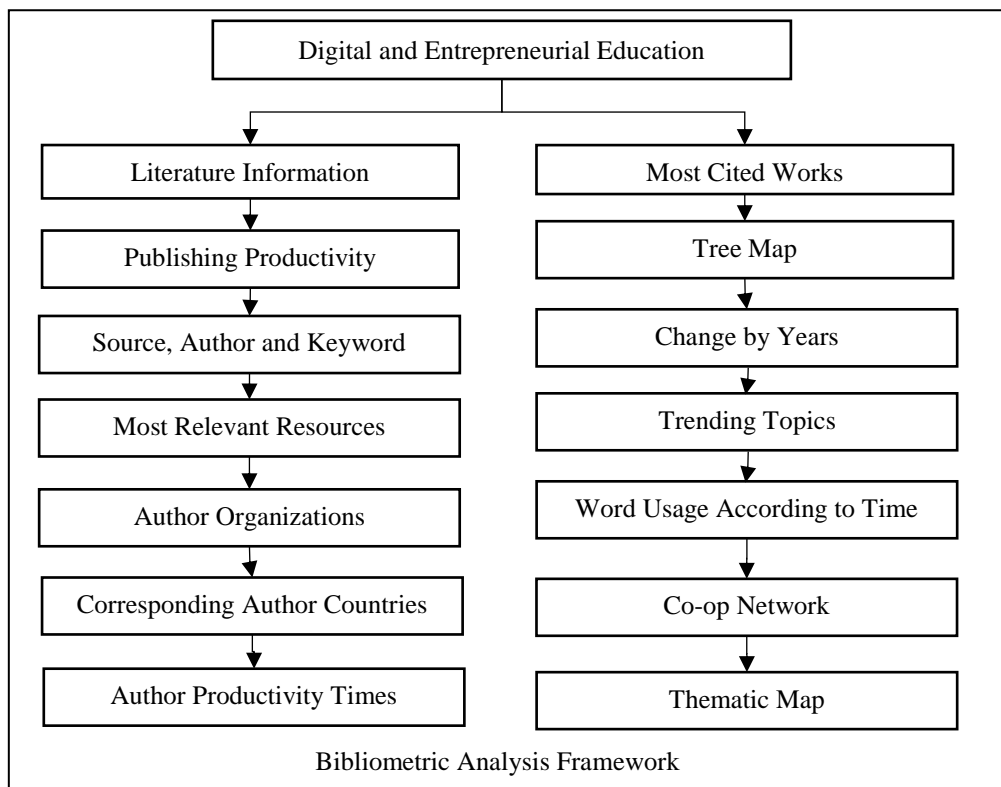 Digital and Entrepreneurial Education
Literature Information
Publishing Productivity
Source, Author and Keyword
Most Relevant Resources
Author Organizations
Corresponding Author Countries
Author Productivity Times
Most Cited Works
Tree Map
Change by Years
Trending Topics
Word Usage According to Time
Co-op Network
Thematic Map
Bibliometric Analysis Framework